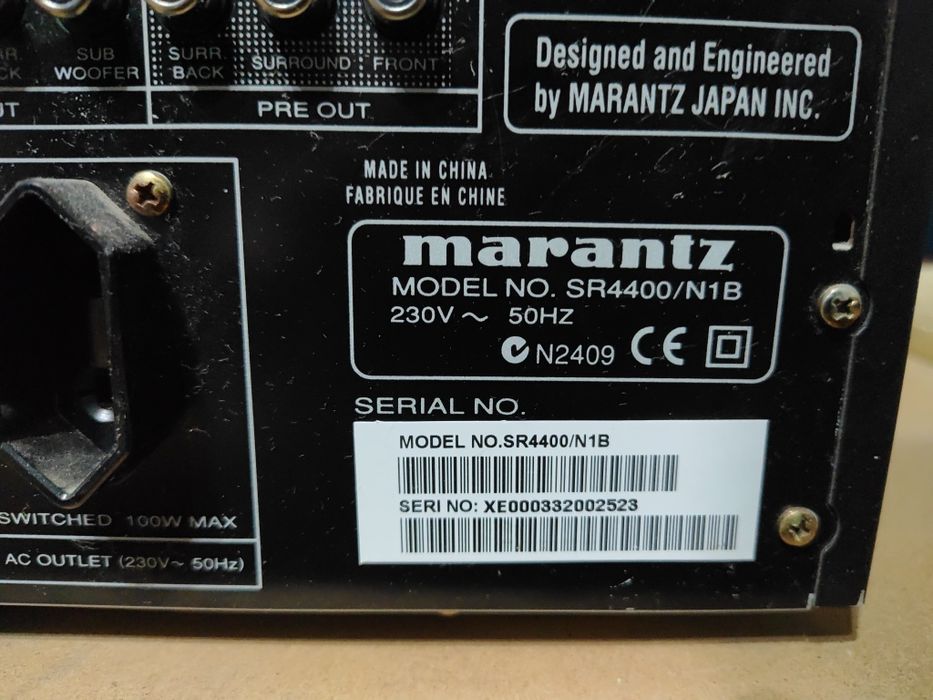 SUB
WOOFER
SURR
BACK
SURROUND
FRONT
PRE OUT
Designed and Engineered
by MARANTZ JAPAN INC.
MADE IN CHINA
FABRIQUE EN CHINE
marantz
MODEL NO. SR4400/N1B
230V ~ 50HZ
N2409 CE
SERIAL NO.
MODEL NO.SR4400/N1B
SERI NO: XE000332002523
SWITCHED 100W MAX
AC OUTLET (230V~ 50Hz)